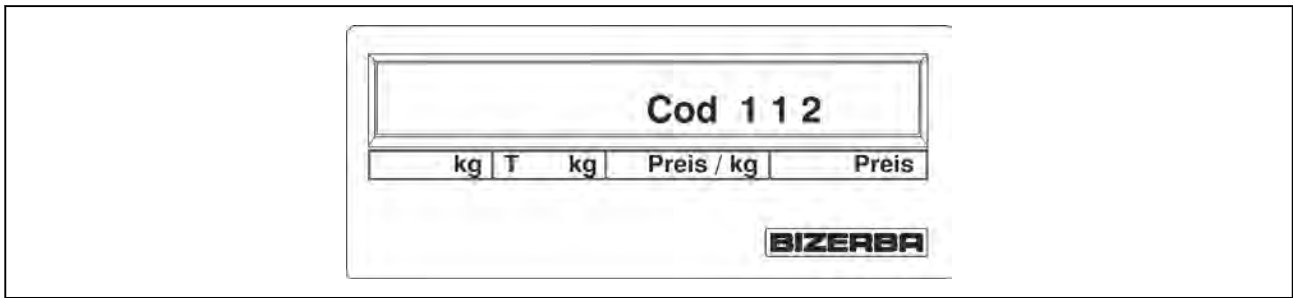 Cod 1 1 2
kg T kg Preis / kg Preis
BIZERBA